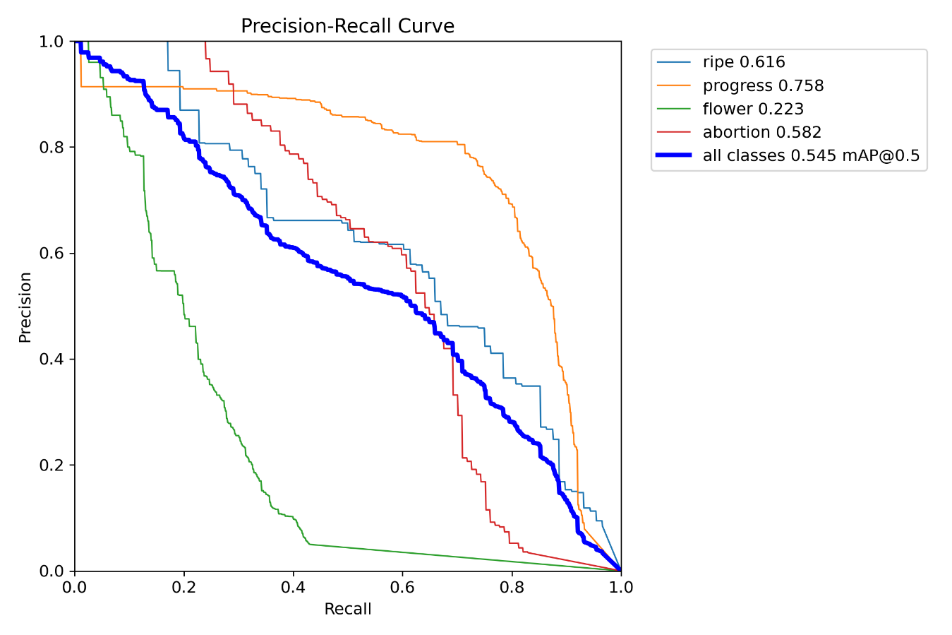 Precision-Recall Curve
1.0
0.8
0.6
0.4
0.2
0.0
Precision
0.0 0.2 0.4 0.6 0.8 1.0
Recall
ripe 0.616
progress 0.758
flower 0.223
abortion 0.582
all classes 0.545 mAP@0.5